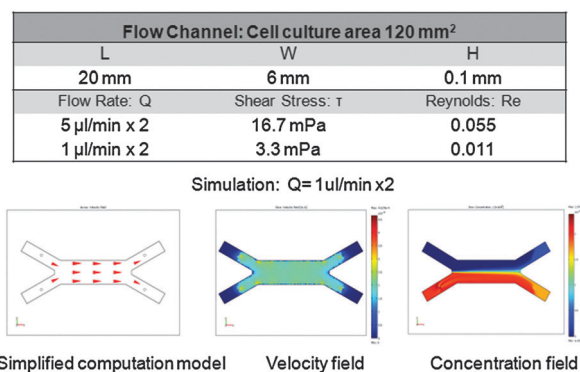 Flow Channel: Cell culture area 120 mm²
L W H
20 mm 6 mm 0.1 mm
Flow Rate: Q Shear Stress: τ Reynolds: Re
5 µl/min x 2 16.7 mPa 0.055
1 µl/min x 2 3.3 mPa 0.011
Simulation: Q= 1ul/min x2
Simplified computation model Velocity field Concentration field